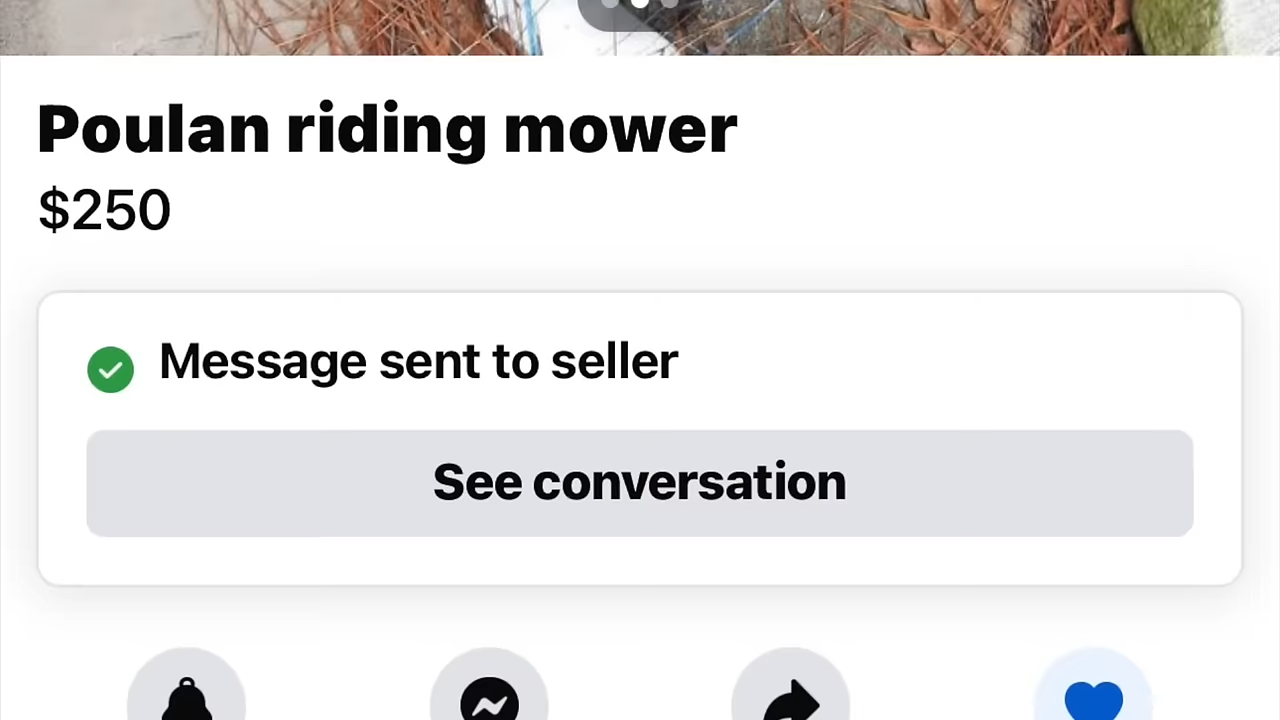 Poulan riding mower
$250
Message sent to seller
See conversation